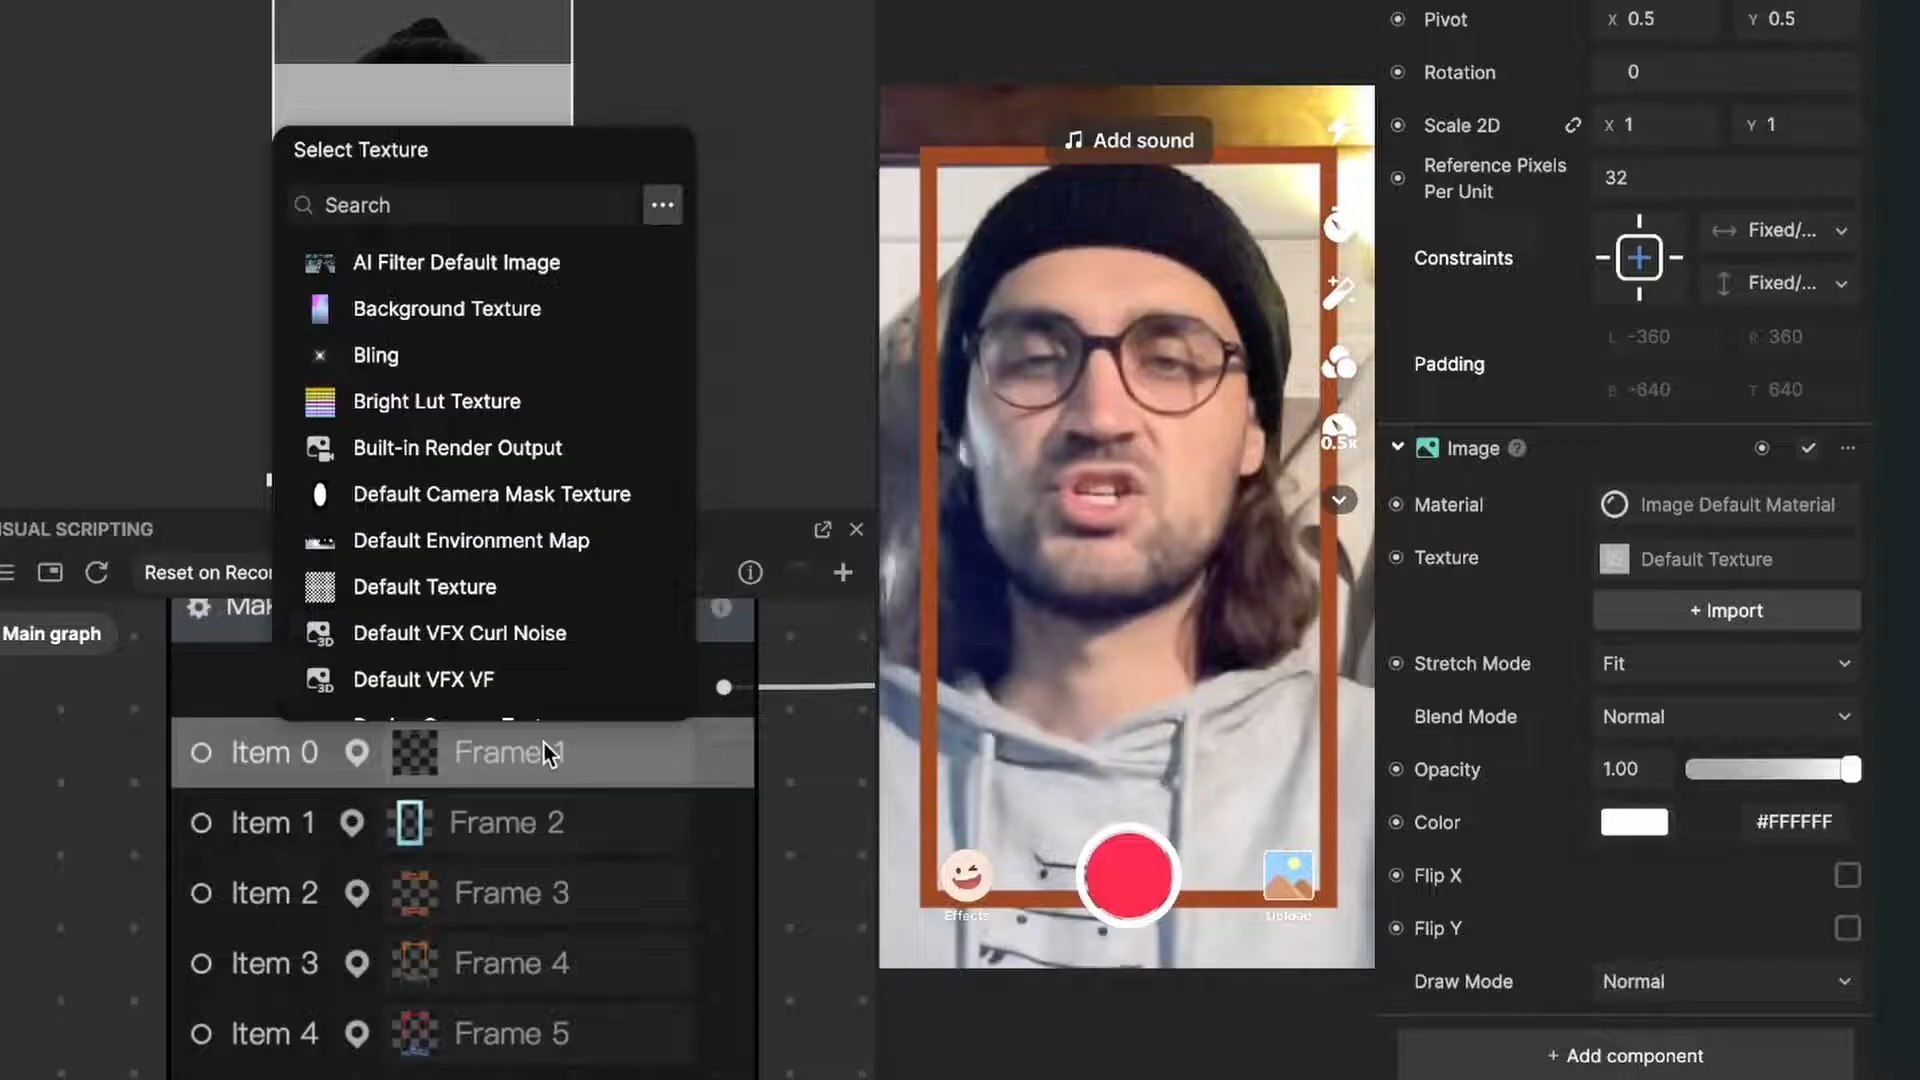 Select Texture
Search
AI Filter Default Image
Background Texture
Bling
Bright Lut Texture
Built-in Render Output
Default Camera Mask Texture
Default Environment Map
Default Texture
Default VFX Curl Noise
Default VFX VF
ISUAL SCRIPTING
Reset on Recor
Main graph
Mak
Item 0 Frame 1
Item 1 Frame 2
Item 2 Frame 3
Item 3 Frame 4
Item 4 Frame 5
Add sound
0.5x
Effects
Upload
Pivot X 0.5 Y 0.5
Rotation 0
Scale 2D X 1 Y 1
Reference Pixels
Per Unit 32
Constraints Fixed/...
Fixed/...
Padding L -360 R 360
B -640 T 640
Image
Material Image Default Material
Texture Default Texture
+ Import
Stretch Mode Fit
Blend Mode Normal
Opacity 1.00
Color #FFFFFF
Flip X
Flip Y
Draw Mode Normal
+ Add component